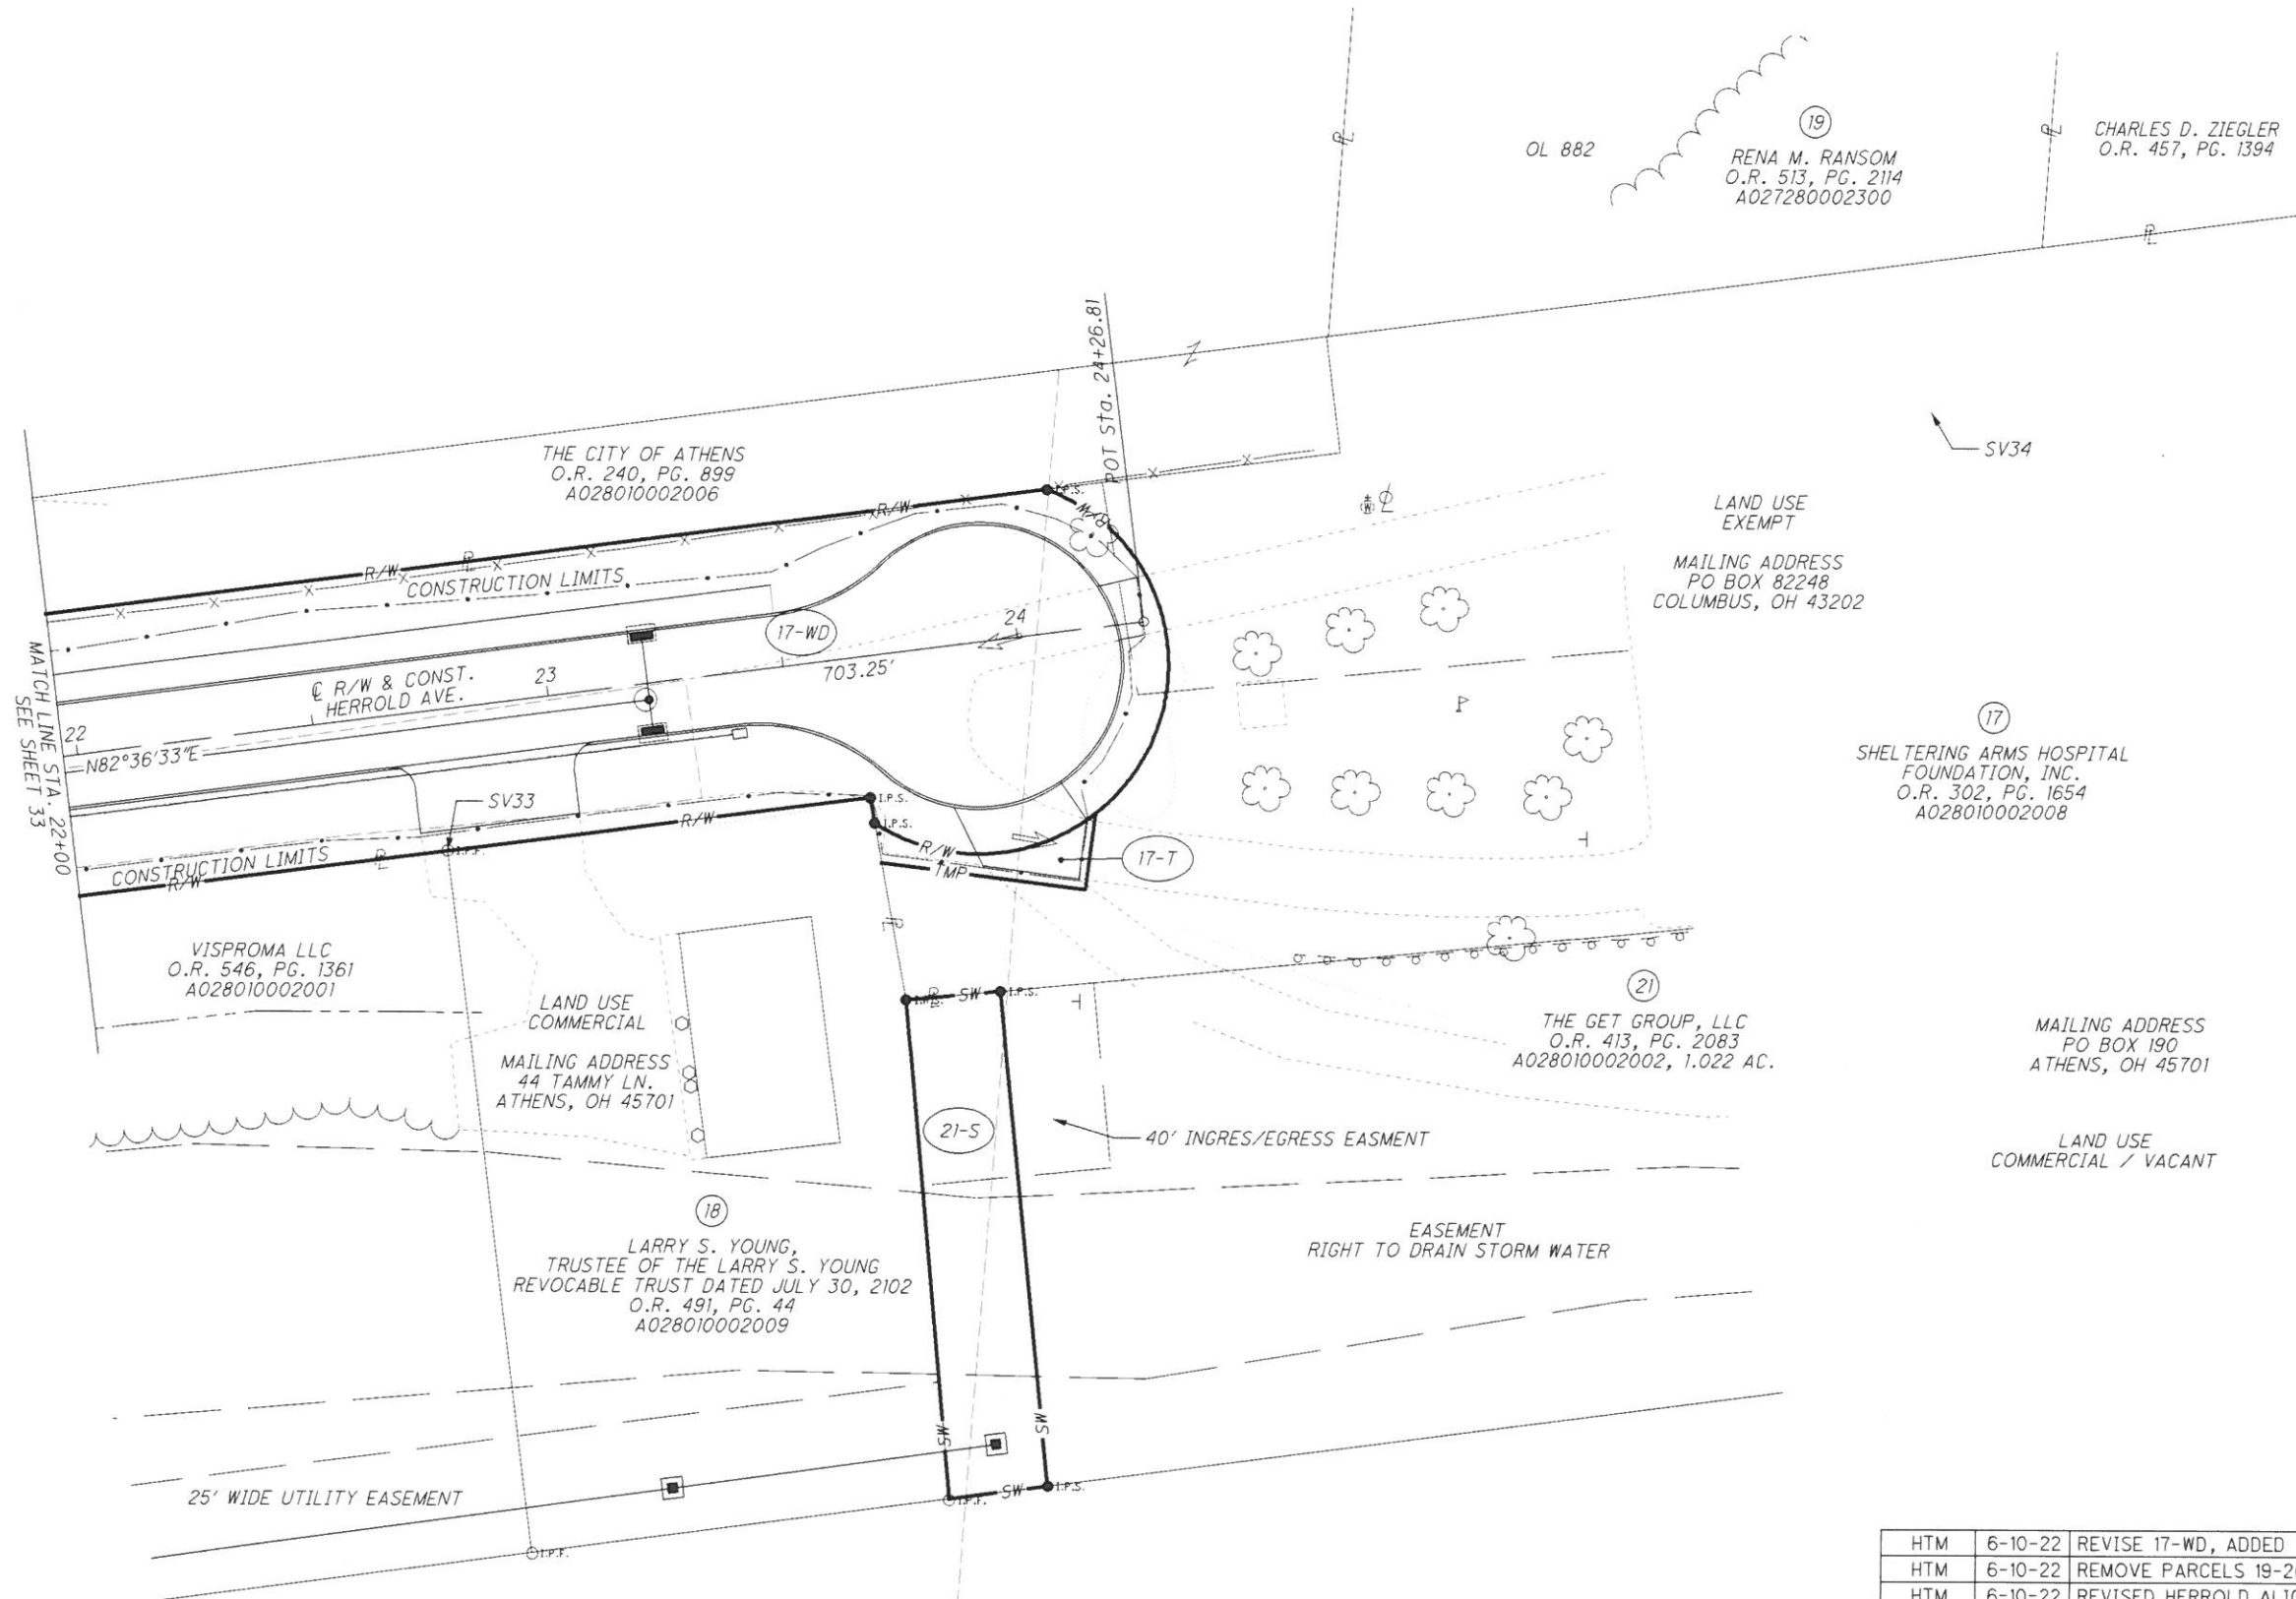 OL 882
19
RENA M. RANSOM
O.R. 513, PG. 2114
A027280002300
CHARLES D. ZIEGLER
O.R. 457, PG. 1394
POT Sta. 24+26.81
THE CITY OF ATHENS
O.R. 240, PG. 899
A028010002006
SV34
LAND USE
EXEMPT
MAILING ADDRESS
PO BOX 82248
COLUMBUS, OH 43202
I.P.S.
R/W
R/W
R/W
CONSTRUCTION LIMITS
17-WD
24
703.25'
23
R/W & CONST.
HERROLD AVE.
22
N82°36'33"E
MATCH LINE STA. 22+00
SEE SHEET 33
SV33
I.P.F.
I.P.S.
I.P.S.
R/W
R/W
TMP
17-T
CONSTRUCTION LIMITS
R/W
17
SHELTERING ARMS HOSPITAL
FOUNDATION, INC.
O.R. 302, PG. 1654
A028010002008
VISPROMA LLC
O.R. 546, PG. 1361
A028010002001
LAND USE
COMMERCIAL
MAILING ADDRESS
44 TAMMY LN.
ATHENS, OH 45701
SW
I.P.S.
21
THE GET GROUP, LLC
O.R. 413, PG. 2083
A028010002002, 1.022 AC.
MAILING ADDRESS
PO BOX 190
ATHENS, OH 45701
21-S
40' INGRES/EGRESS EASMENT
LAND USE
COMMERCIAL / VACANT
18
LARRY S. YOUNG,
TRUSTEE OF THE LARRY S. YOUNG
REVOCABLE TRUST DATED JULY 30, 2102
O.R. 491, PG. 44
A028010002009
EASEMENT
RIGHT TO DRAIN STORM WATER
SW
SW
25' WIDE UTILITY EASEMENT
I.P.F.
SW
I.P.S.
I.P.F.
HTM 6-10-22 REVISE 17-WD, ADDED
HTM 6-10-22 REMOVE PARCELS 19-2
HTM 6-10-22 REVISED HERROLD